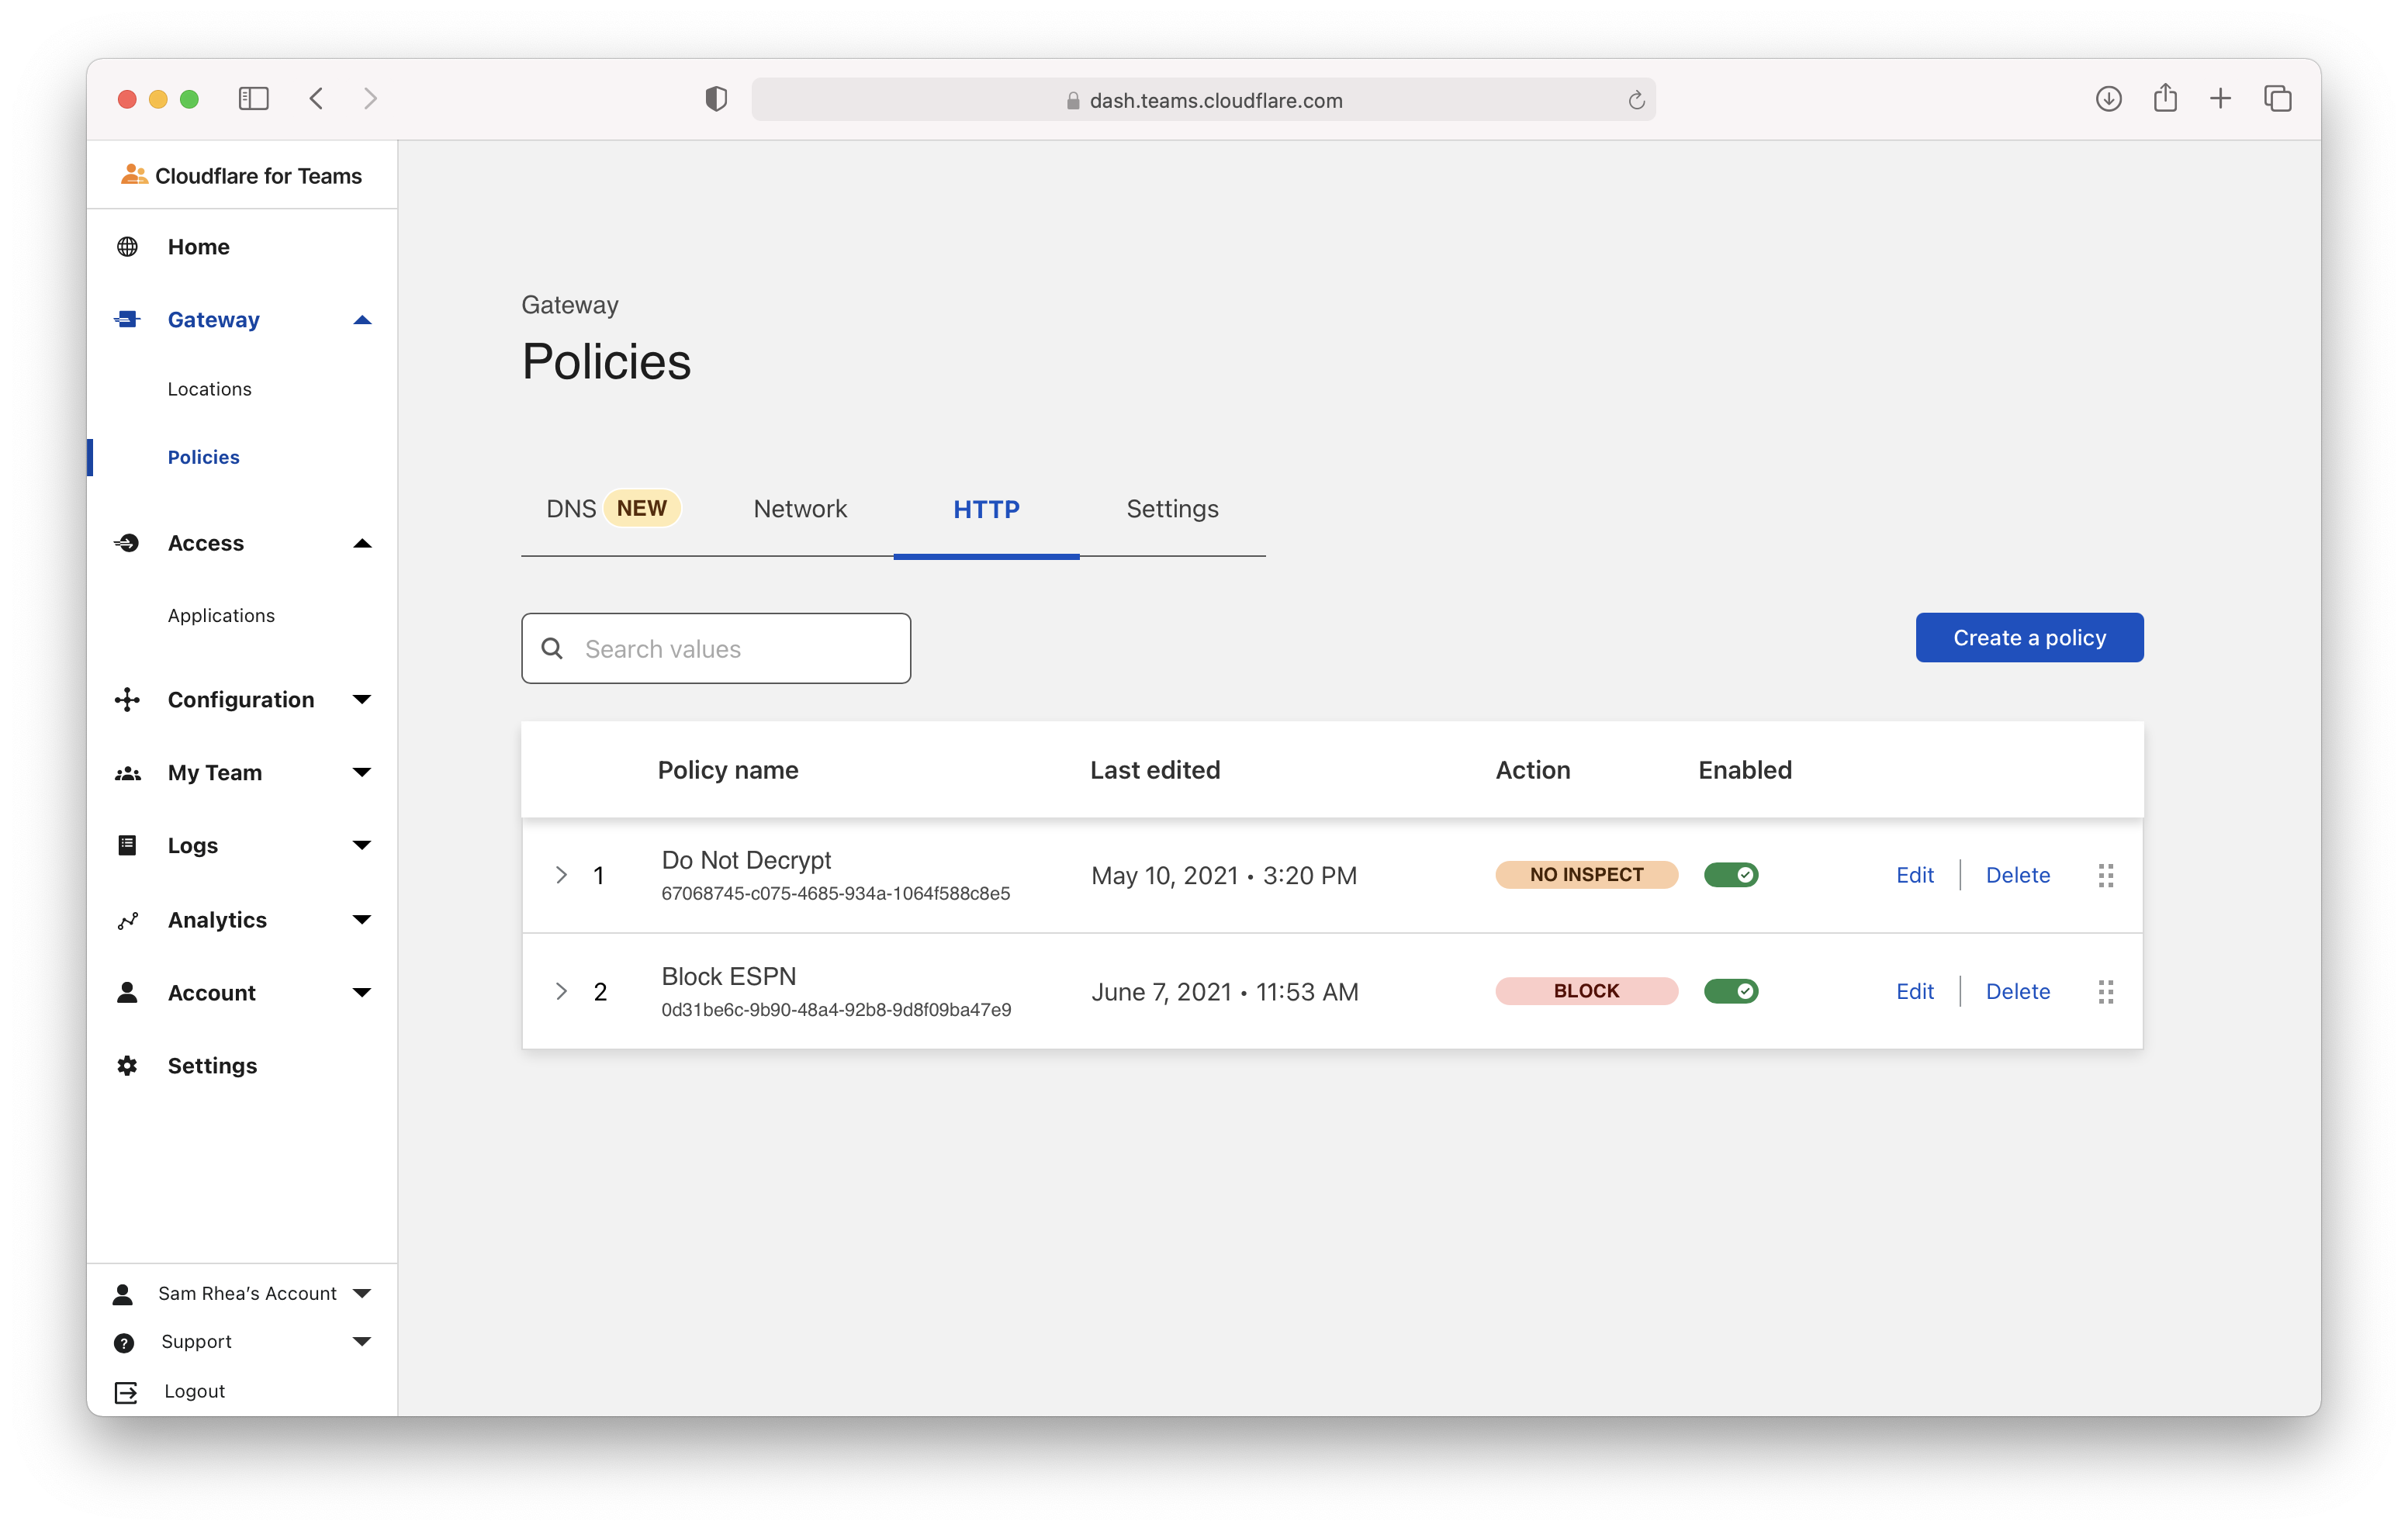 dash.teams.cloudflare.com
Cloudflare for Teams
Home
Gateway
Locations
Policies
Access
Applications
Configuration
My Team
Logs
Analytics
Account
Settings
Sam Rhea's Account
Support
Logout
Gateway
Policies
DNS NEW Network HTTP Settings
Search values
Create a policy
Policy name Last edited Action Enabled
1 Do Not Decrypt May 10, 2021 • 3:20 PM NO INSPECT Edit Delete
67068745-c075-4685-934a-1064f588c8e5
2 Block ESPN June 7, 2021 • 11:53 AM BLOCK Edit Delete
0d31be6c-9b90-48a4-92b8-9d8f09ba47e9